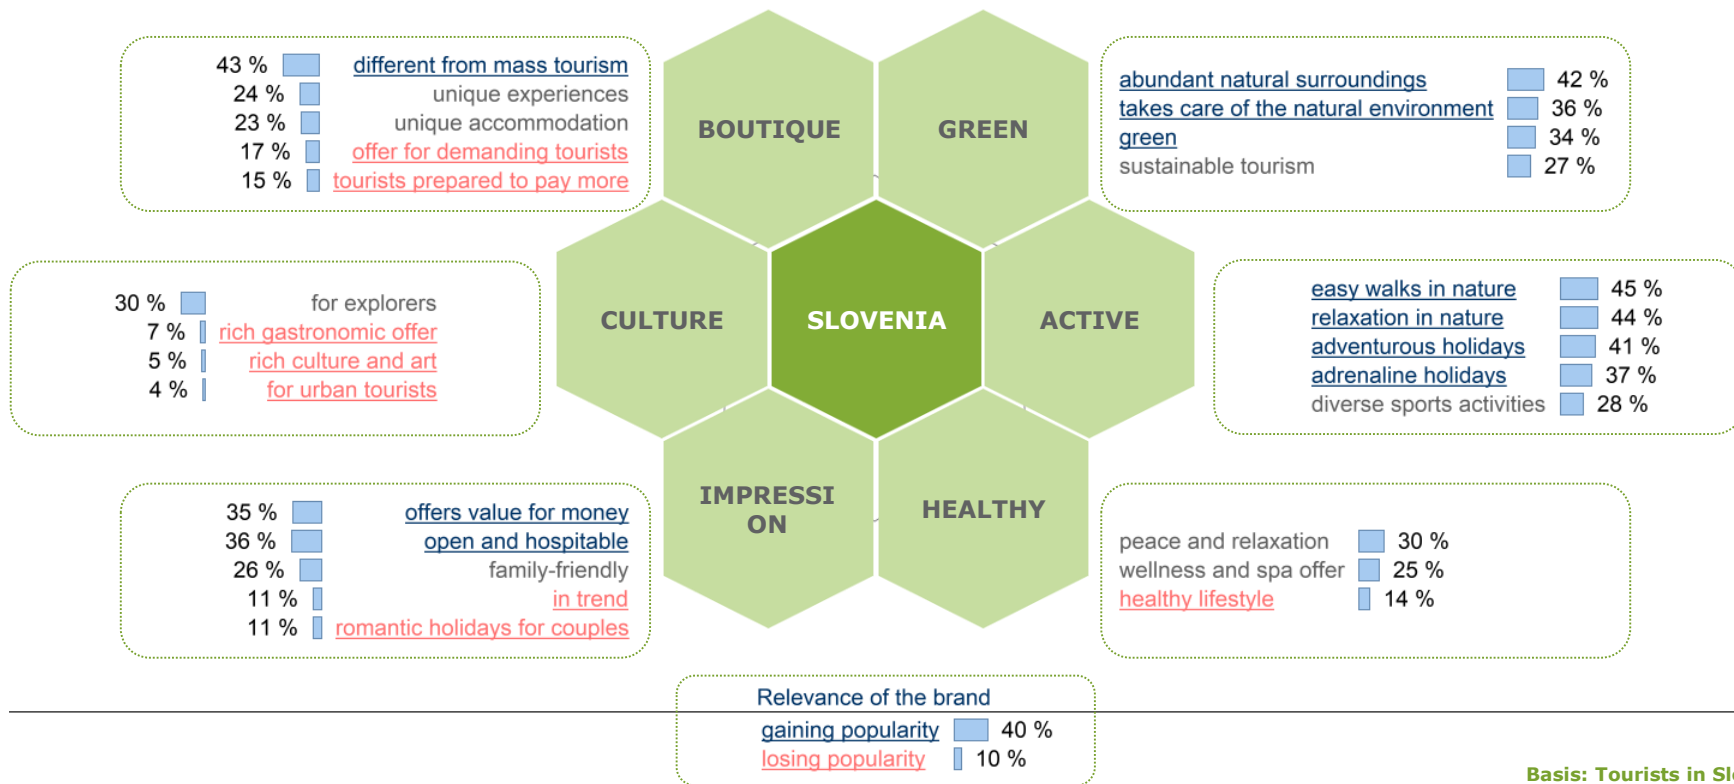 43 % different from mass tourism
24 % unique experiences
23 % unique accommodation
17 % offer for demanding tourists
15 % tourists prepared to pay more
BOUTIQUE
GREEN
abundant natural surroundings 42 %
takes care of the natural environment 36 %
green 34 %
sustainable tourism 27 %
30 % for explorers
7 % rich gastronomic offer
5 % rich culture and art
4 % for urban tourists
CULTURE
SLOVENIA
ACTIVE
easy walks in nature 45 %
relaxation in nature 44 %
adventurous holidays 41 %
adrenaline holidays 37 %
diverse sports activities 28 %
35 % offers value for money
36 % open and hospitable
26 % family-friendly
11 % in trend
11 % romantic holidays for couples
IMPRESSI
ON
HEALTHY
peace and relaxation 30 %
wellness and spa offer 25 %
healthy lifestyle 14 %
Relevance of the brand
gaining popularity 40 %
losing popularity 10 %
Basis: Tourists in